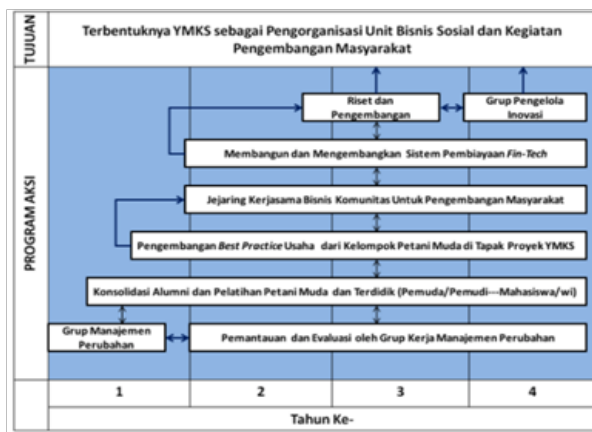 TUJUAN
Terbentuknya YMKS sebagai Pengorganisasi Unit Bisnis Sosial dan Kegiatan
Pengembangan Masyarakat
PROGRAM AKSI
Riset dan
Pengembangan
Grup Pengelola
Inovasi
Membangun dan Mengembangkan Sistem Pembiayaan Fin-Tech
Jejaring Kerjasama Bisnis Komunitas Untuk Pengembangan Masyarakat
Pengembangan Best Practice Usaha dari Kelompok Petani Muda di Tapak Proyek YMKS
Konsolidasi Alumni dan Pelatihan Petani Muda dan Terdidik (Pemuda/Pemudi---Mahasiswa/wi)
Grup Manajemen
Perubahan
Pemantauan dan Evaluasi oleh Grup Kerja Manajemen Perubahan
1 2 3 4
Tahun Ke-